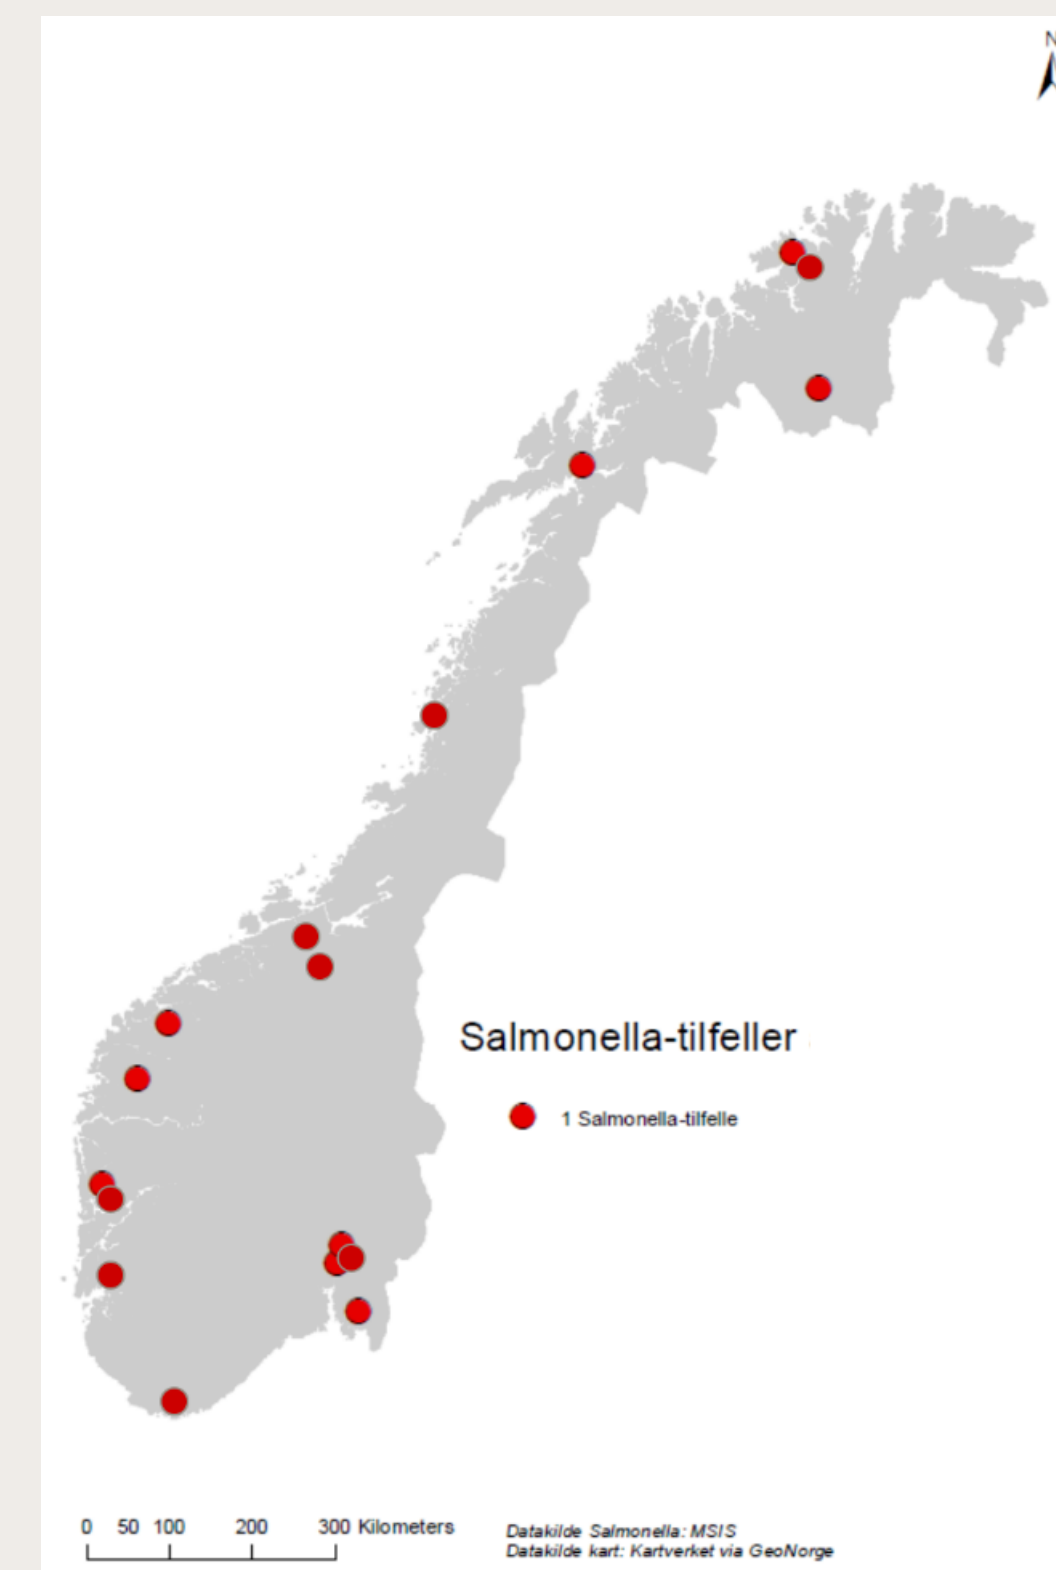 N
Salmonella-tilfeller
1 Salmonella-tilfelle
0 50 100 200 300 Kilometers
Datakilde Salmonella: MSIS
Datakilde kart: Kartverket via GeoNorge